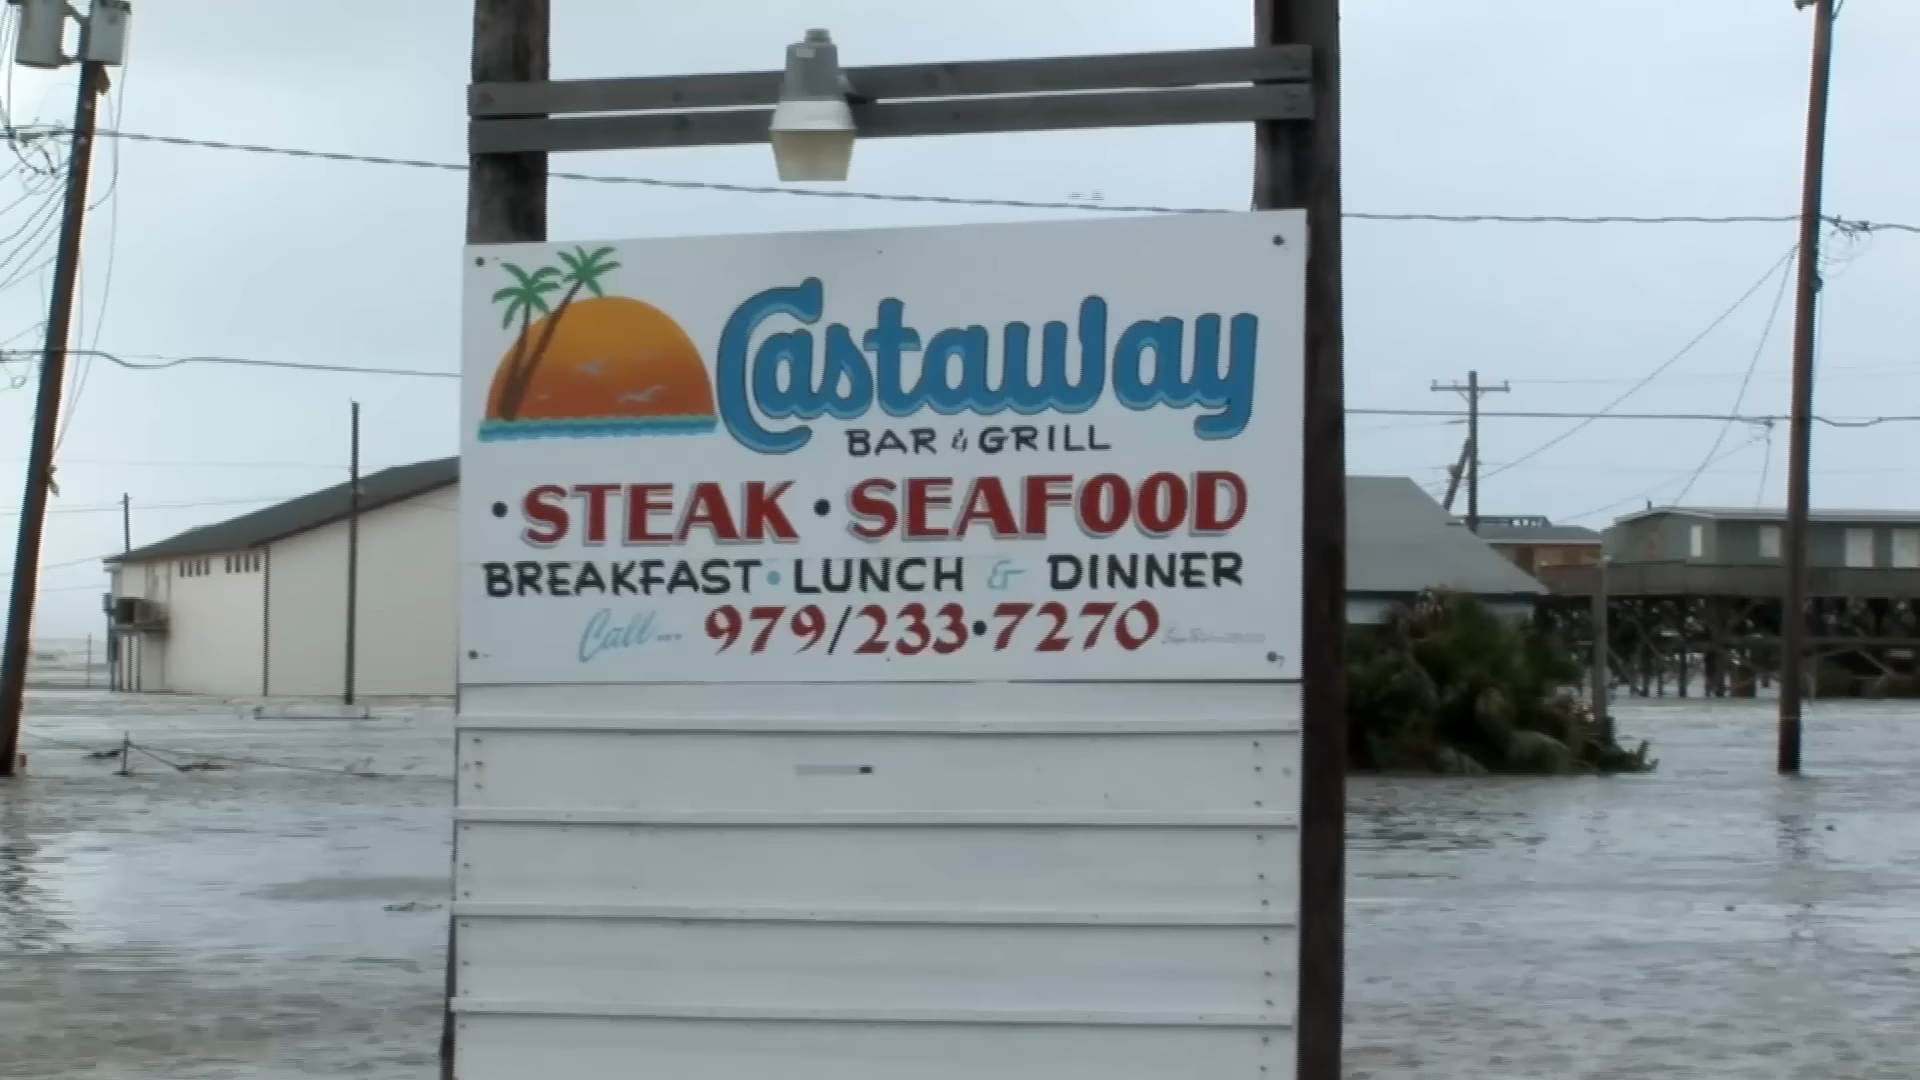 Castaway
BAR & GRILL
• STEAK • SEAFOOD
BREAKFAST • LUNCH & DINNER
Call... 979/233•7270